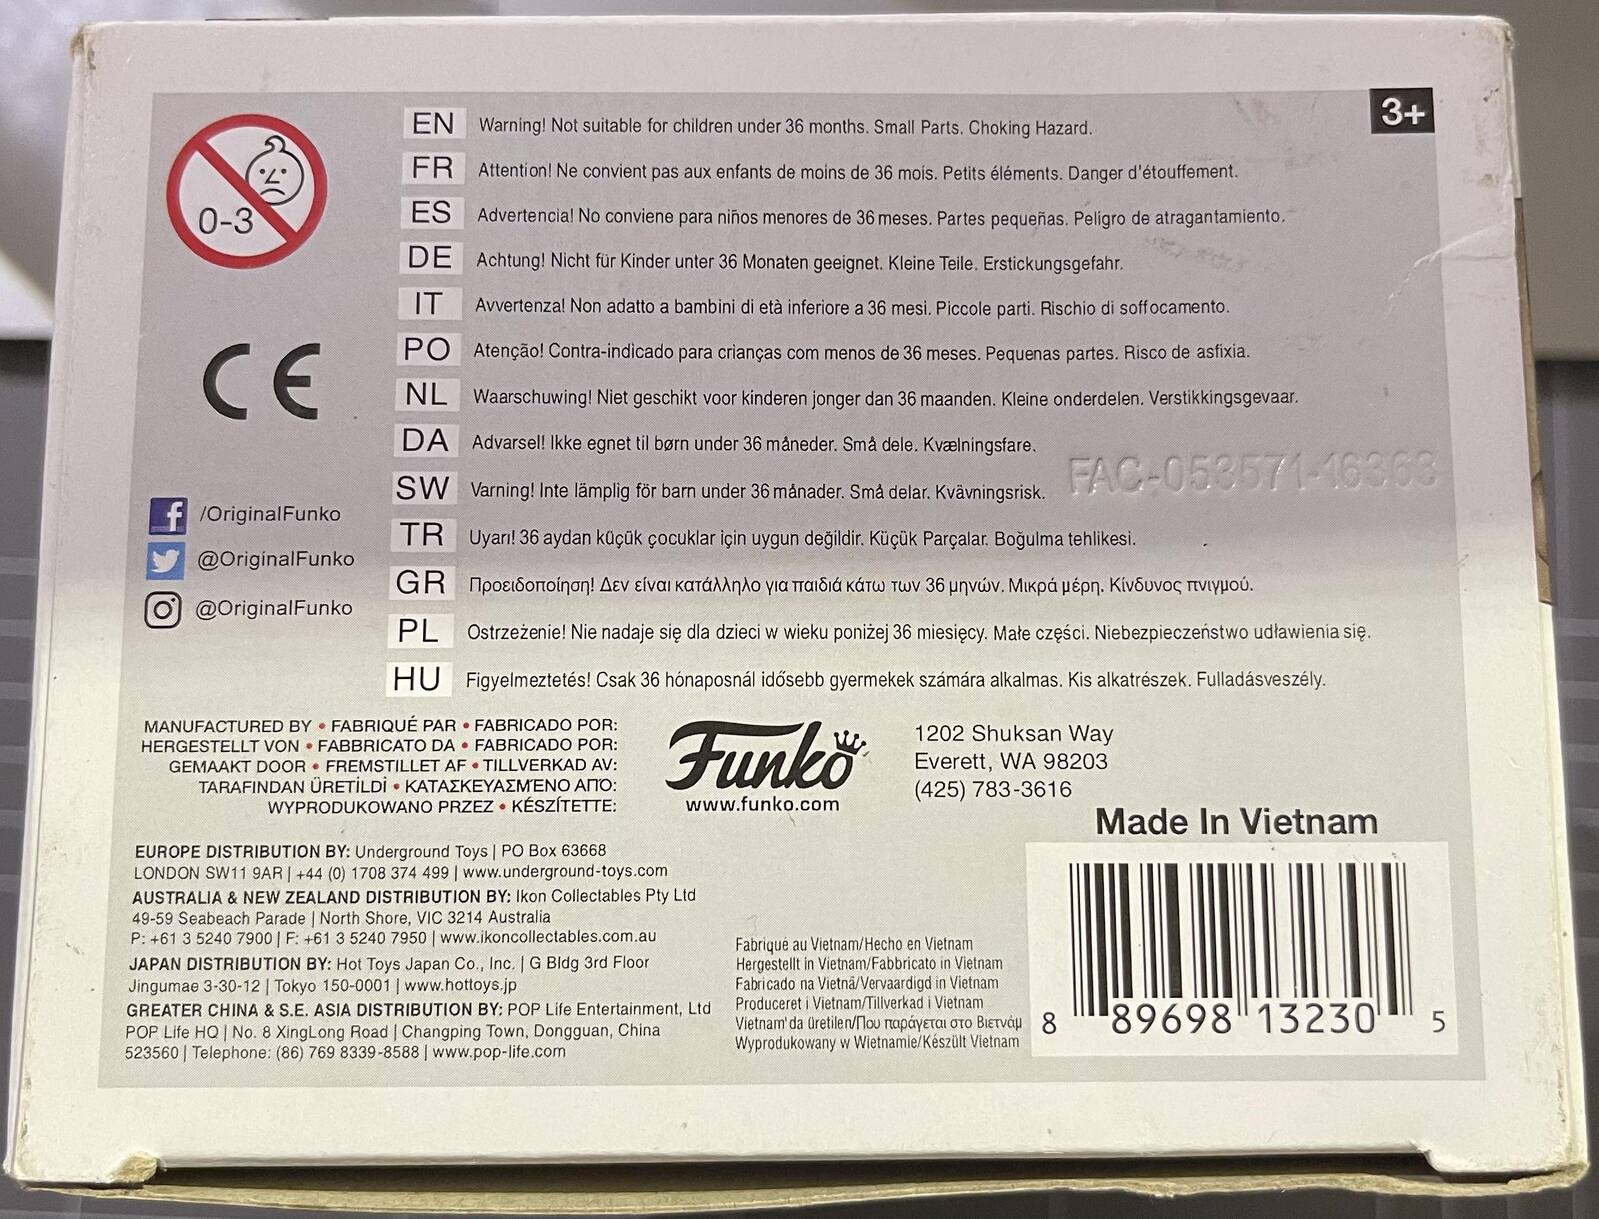 0-3
3+
EN Warning! Not suitable for children under 36 months. Small Parts. Choking Hazard.
FR Attention! Ne convient pas aux enfants de moins de 36 mois. Petits éléments. Danger d'étouffement.
ES Advertencia! No conviene para niños menores de 36 meses. Partes pequeñas. Peligro de atragantamiento.
DE Achtung! Nicht für Kinder unter 36 Monaten geeignet. Kleine Teile. Erstickungsgefahr.
IT Avvertenza! Non adatto a bambini di età inferiore a 36 mesi. Piccole parti. Rischio di soffocamento.
PO Atenção! Contra-indicado para crianças com menos de 36 meses. Pequenas partes. Risco de asfixia.
NL Waarschuwing! Niet geschikt voor kinderen jonger dan 36 maanden. Kleine onderdelen. Verstikkingsgevaar.
DA Advarsel! Ikke egnet til børn under 36 måneder. Små dele. Kvælningsfare.
SW Varning! Inte lämplig för barn under 36 månader. Små delar. Kvävningsrisk.
TR Uyarı! 36 aydan küçük çocuklar için uygun değildir. Küçük Parçalar. Boğulma tehlikesi.
GR Προειδοποίηση! Δεν είναι κατάλληλο για παιδιά κάτω των 36 μηνών. Μικρά μέρη. Κίνδυνος πνιγμού.
PL Ostrzeżenie! Nie nadaje się dla dzieci w wieku poniżej 36 miesięcy. Małe części. Niebezpieczeństwo udławienia się.
HU Figyelmeztetés! Csak 36 hónaposnál idősebb gyermekek számára alkalmas. Kis alkatrészek. Fulladásveszély.
FAC-053571-16363
CE
f /OriginalFunko
@OriginalFunko
@OriginalFunko
MANUFACTURED BY • FABRIQUÉ PAR • FABRICADO POR:
HERGESTELLT VON • FABBRICATO DA • FABRICADO POR:
GEMAAKT DOOR • FREMSTILLET AF • TILLVERKAD AV:
TARAFINDAN ÜRETİLDİ • ΚΑΤΑΣΚΕΥΑΣΜΈΝΟ ΑΠΌ:
WYPRODUKOWANO PRZEZ • KÉSZÍTETTE:
Funko
www.funko.com
1202 Shuksan Way
Everett, WA 98203
(425) 783-3616
Made In Vietnam
EUROPE DISTRIBUTION BY: Underground Toys | PO Box 63668
LONDON SW11 9AR | +44 (0) 1708 374 499 | www.underground-toys.com
AUSTRALIA & NEW ZEALAND DISTRIBUTION BY: Ikon Collectables Pty Ltd
49-59 Seabeach Parade | North Shore, VIC 3214 Australia
P: +61 3 5240 7900 | F: +61 3 5240 7950 | www.ikoncollectables.com.au
JAPAN DISTRIBUTION BY: Hot Toys Japan Co., Inc. | G Bldg 3rd Floor
Jingumae 3-30-12 | Tokyo 150-0001 | www.hottoys.jp
GREATER CHINA & S.E. ASIA DISTRIBUTION BY: POP Life Entertainment, Ltd
POP Life HQ | No. 8 XingLong Road | Changping Town, Dongguan, China
523560 | Telephone: (86) 769 8339-8588 | www.pop-life.com
Fabriqué au Vietnam/Hecho en Vietnam
Hergestellt in Vietnam/Fabbricato in Vietnam
Fabricado na Vietnã/Vervaardigd in Vietnam
Produceret i Vietnam/Tillverkad i Vietnam
Vietnam'da üretilen/Που παράγεται στο Βιετνάμ
Wyprodukowany w Wietnamie/Készült Vietnam
8 89698 13230 5